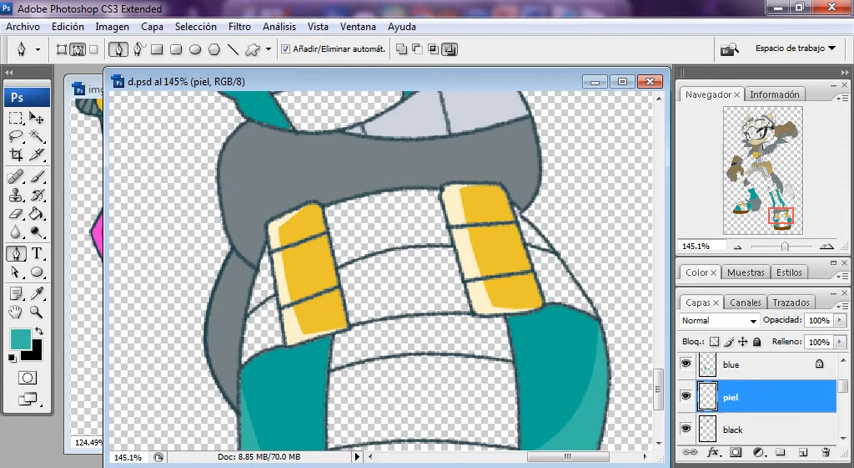 Adobe Photoshop CS3 Extended
Archivo Edición Imagen Capa Selección Filtro Análisis Vista Ventana Ayuda
Añadir/Eliminar automát.
Espacio de trabajo
Ps
img
d.psd al 145% (piel, RGB/8)
Navegador
Información
T
145.1%
Color
Muestras
Estilos
Capas
Canales
Trazados
Normal
Opacidad: 100%
Bloq.:
Relleno: 100%
blue
piel
black
124.49%
145.1%
Doc: 8.85 MB/70.0 MB